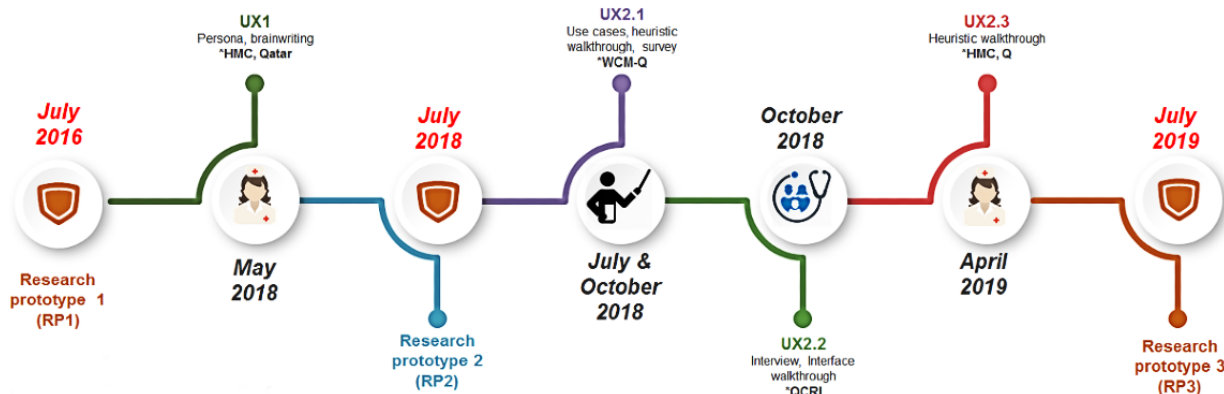 UX1
Persona, brainwriting
*HMC, Qatar
UX2.1
Use cases, heuristic
walkthrough, survey
*WCM-Q
UX2.3
Heuristic walkthrough
*HMC, Q
July
2016
July
2018
October
2018
July
2019
Research
prototype 1
(RP1)
May
2018
Research
prototype 2
(RP2)
July &
October
2018
UX2.2
Interview, Interface
walkthrough
*QCRI
April
2019
Research
prototype 3
(RP3)